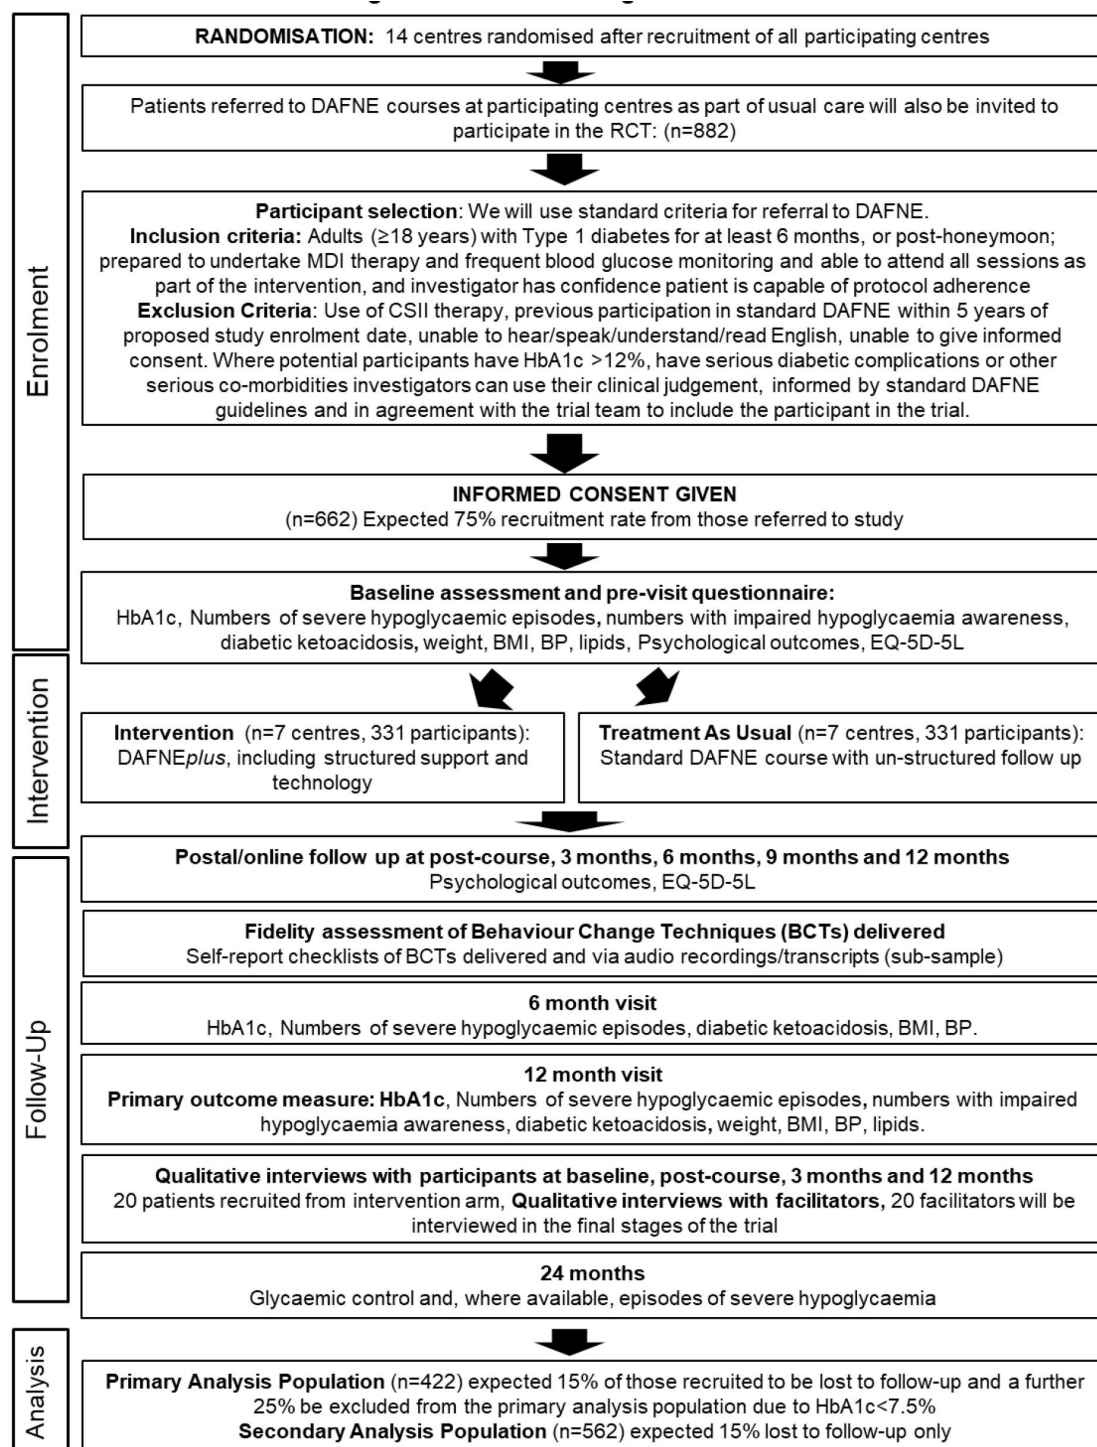 RANDOMISATION: 14 centres randomised after recruitment of all participating centres
Patients referred to DAFNE courses at participating centres as part of usual care will also be invited to
participate in the RCT: (n=882)
Enrolment
Participant selection: We will use standard criteria for referral to DAFNE.
Inclusion criteria: Adults (≥18 years) with Type 1 diabetes for at least 6 months, or post-honeymoon;
prepared to undertake MDI therapy and frequent blood glucose monitoring and able to attend all sessions as
part of the intervention, and investigator has confidence patient is capable of protocol adherence
Exclusion Criteria: Use of CSII therapy, previous participation in standard DAFNE within 5 years of
proposed study enrolment date, unable to hear/speak/understand/read English, unable to give informed
consent. Where potential participants have HbA1c >12%, have serious diabetic complications or other
serious co-morbidities investigators can use their clinical judgement, informed by standard DAFNE
guidelines and in agreement with the trial team to include the participant in the trial.
INFORMED CONSENT GIVEN
(n=662) Expected 75% recruitment rate from those referred to study
Baseline assessment and pre-visit questionnaire:
HbA1c, Numbers of severe hypoglycaemic episodes, numbers with impaired hypoglycaemia awareness,
diabetic ketoacidosis, weight, BMI, BP, lipids, Psychological outcomes, EQ-5D-5L
Intervention
Intervention (n=7 centres, 331 participants):
DAFNEplus, including structured support and
technology
Treatment As Usual (n=7 centres, 331 participants):
Standard DAFNE course with un-structured follow up
Follow-Up
Postal/online follow up at post-course, 3 months, 6 months, 9 months and 12 months
Psychological outcomes, EQ-5D-5L
Fidelity assessment of Behaviour Change Techniques (BCTs) delivered
Self-report checklists of BCTs delivered and via audio recordings/transcripts (sub-sample)
6 month visit
HbA1c, Numbers of severe hypoglycaemic episodes, diabetic ketoacidosis, BMI, BP.
12 month visit
Primary outcome measure: HbA1c, Numbers of severe hypoglycaemic episodes, numbers with impaired
hypoglycaemia awareness, diabetic ketoacidosis, weight, BMI, BP, lipids.
Qualitative interviews with participants at baseline, post-course, 3 months and 12 months
20 patients recruited from intervention arm, Qualitative interviews with facilitators, 20 facilitators will be
interviewed in the final stages of the trial
24 months
Glycaemic control and, where available, episodes of severe hypoglycaemia
Analysis
Primary Analysis Population (n=422) expected 15% of those recruited to be lost to follow-up and a further
25% be excluded from the primary analysis population due to HbA1c<7.5%
Secondary Analysis Population (n=562) expected 15% lost to follow-up only